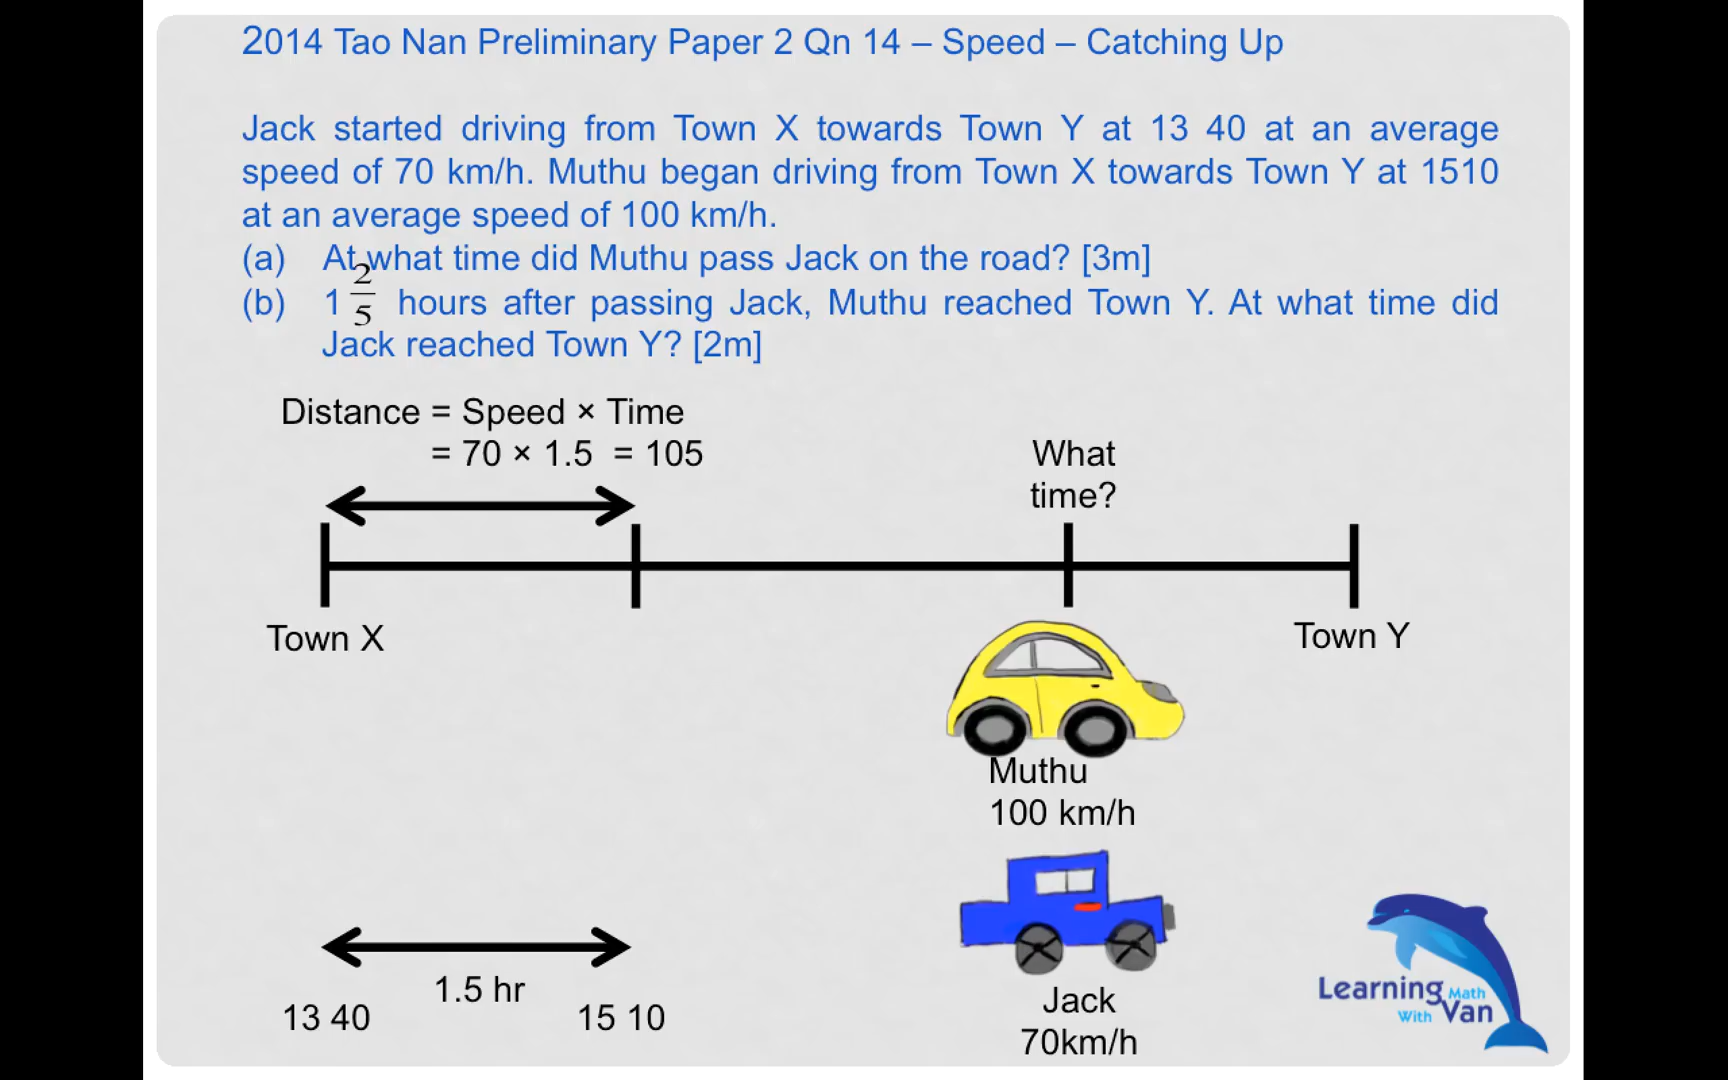 2014 Tao Nan Preliminary Paper 2 Qn 14 – Speed – Catching Up
Jack started driving from Town X towards Town Y at 13 40 at an average
speed of 70 km/h. Muthu began driving from Town X towards Town Y at 1510
at an average speed of 100 km/h.
(a) At what time did Muthu pass Jack on the road? [3m]
(b) 1 2/5 hours after passing Jack, Muthu reached Town Y. At what time did
Jack reached Town Y? [2m]
Distance = Speed × Time
= 70 × 1.5 = 105
What
time?
Town X
Town Y
Muthu
100 km/h
Jack
70km/h
1.5 hr
13 40
15 10
Learning Math
With Van